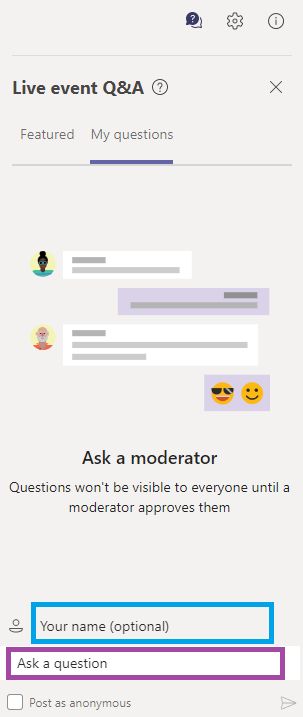 Live event Q&A
Featured
My questions
Ask a moderator
Questions won't be visible to everyone until a
moderator approves them
Your name (optional)
Ask a question
Post as anonymous